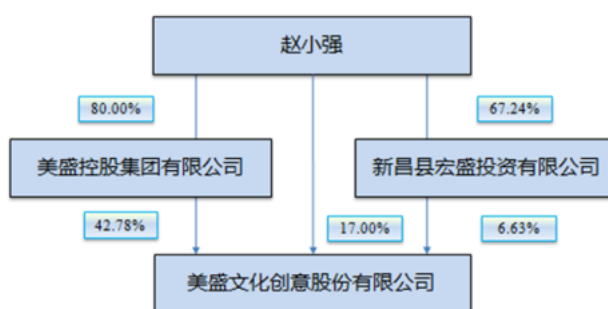 赵小强
80.00%
67.24%
美盛控股集团有限公司
新昌县宏盛投资有限公司
42.78%
17.00%
6.63%
美盛文化创意股份有限公司